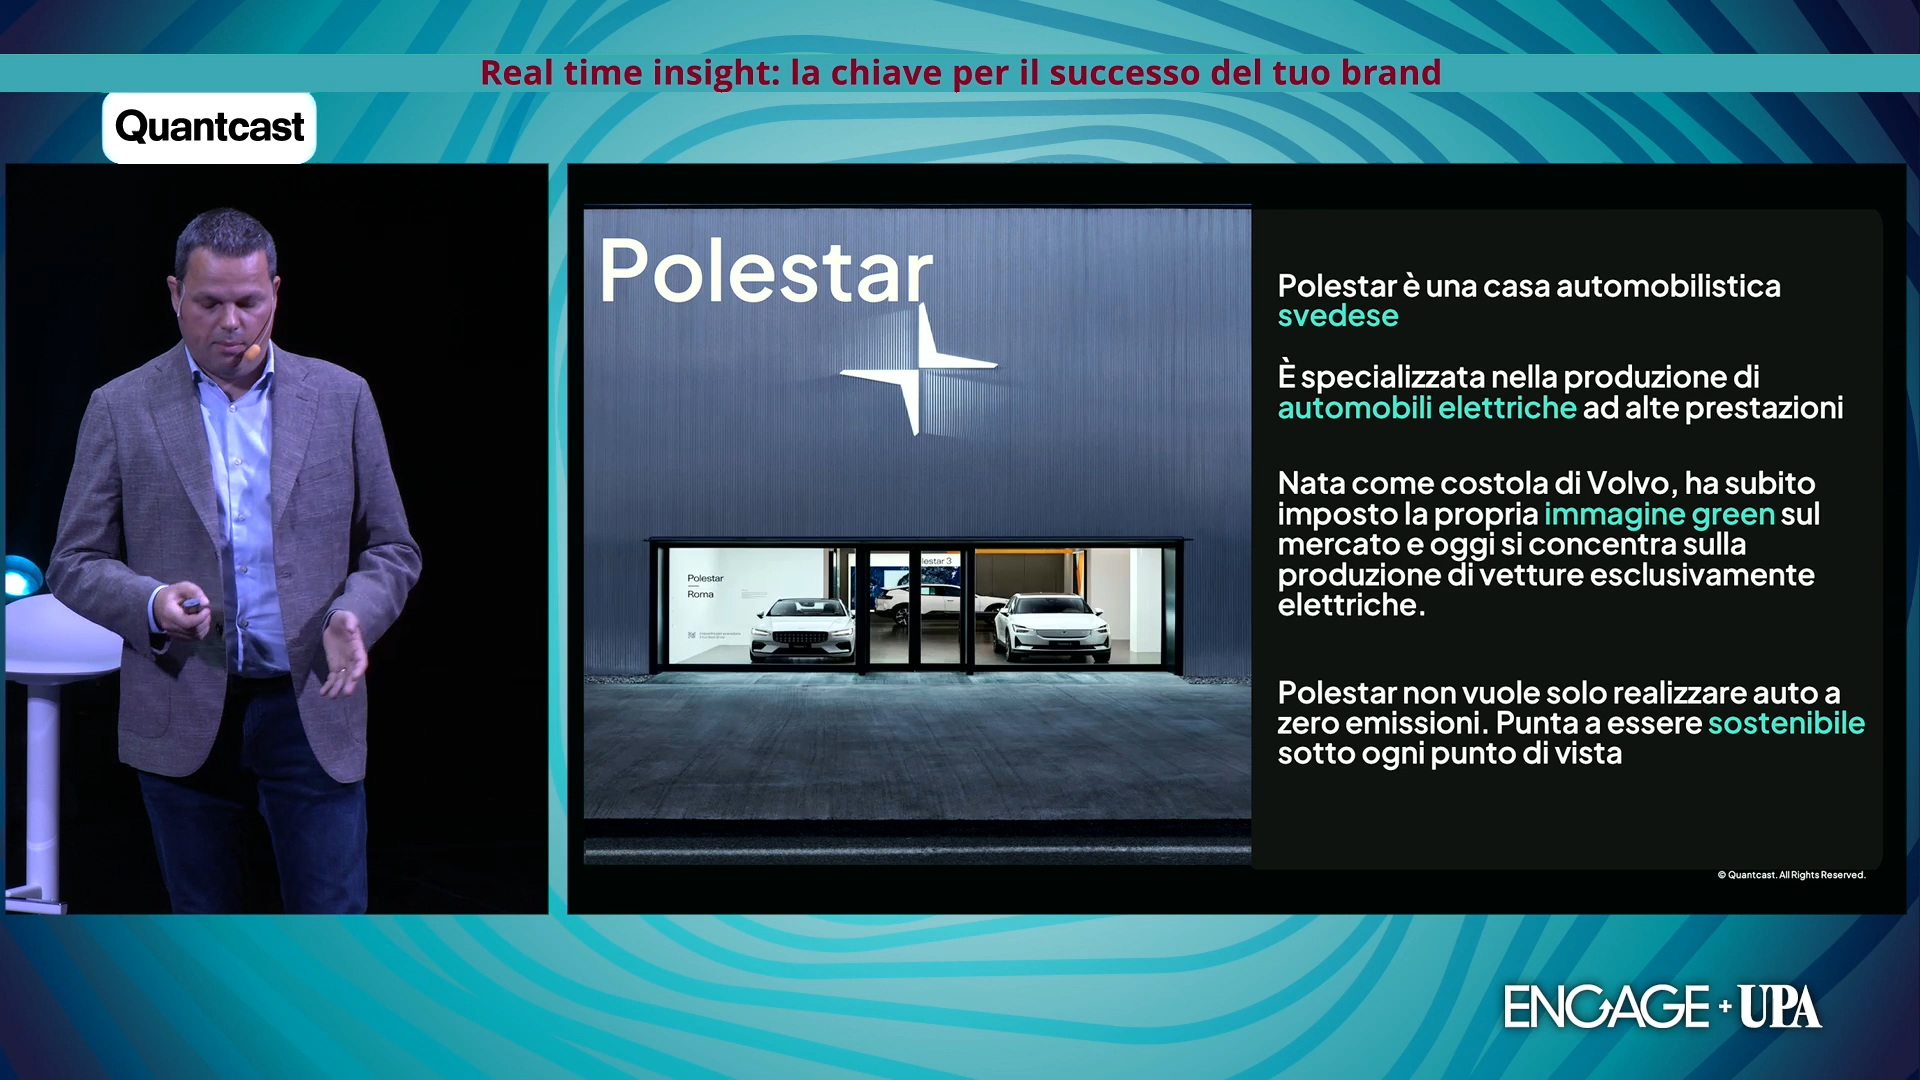 Real time insight: la chiave per il successo del tuo brand
Quantcast
Polestar
Polestar è una casa automobilistica
svedese
È specializzata nella produzione di
automobili elettriche ad alte prestazioni
Nata come costola di Volvo, ha subito
imposto la propria immagine green sul
mercato e oggi si concentra sulla
produzione di vetture esclusivamente
elettriche.
Polestar non vuole solo realizzare auto a
zero emissioni. Punta a essere sostenibile
sotto ogni punto di vista
Polestar
Roma
lestar 3
© Quantcast. All Rights Reserved.
ENGAGE + UPA